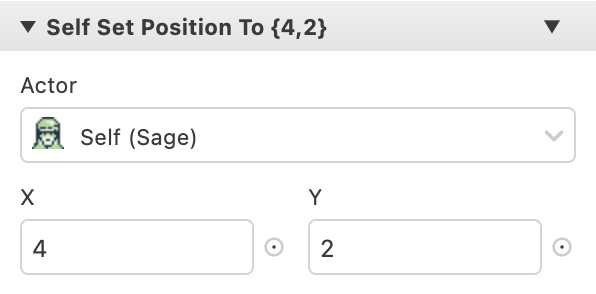 Self Set Position To {4,2}
Actor
Self (Sage)
X Y
4 2